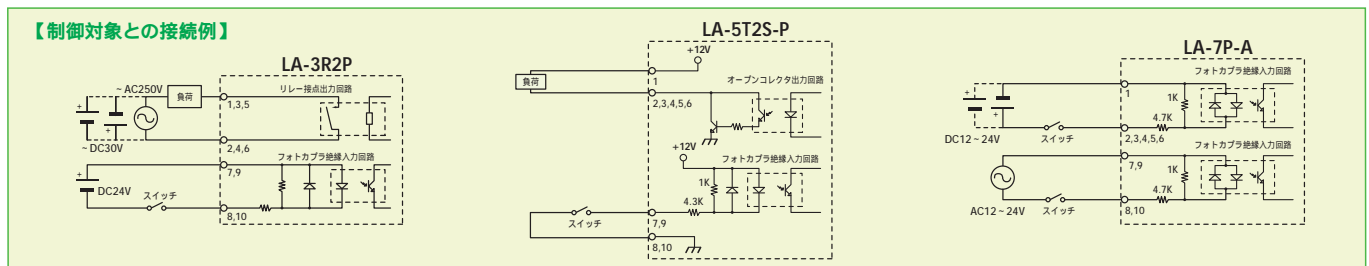 【制御対象との接続例】
LA-3R2P
~AC250V
負荷
リレー接点出力回路
+
1,3,5
+
~DC30V
2,4,6
フォトカプラ絶縁入力回路
7,9
+
DC24V
スイッチ
8,10
LA-5T2S-P
+12V
負荷
1
オープンコレクタ出力回路
2,3,4,5,6
+12V
フォトカプラ絶縁入力回路
1K
4.3K
スイッチ
7,9
8,10
LA-7P-A
フォトカプラ絶縁入力回路
1
+
1K
+
4.7K
DC12~24V
スイッチ
2,3,4,5,6
フォトカプラ絶縁入力回路
7,9
1K
4.7K
AC12~24V
スイッチ
8,10